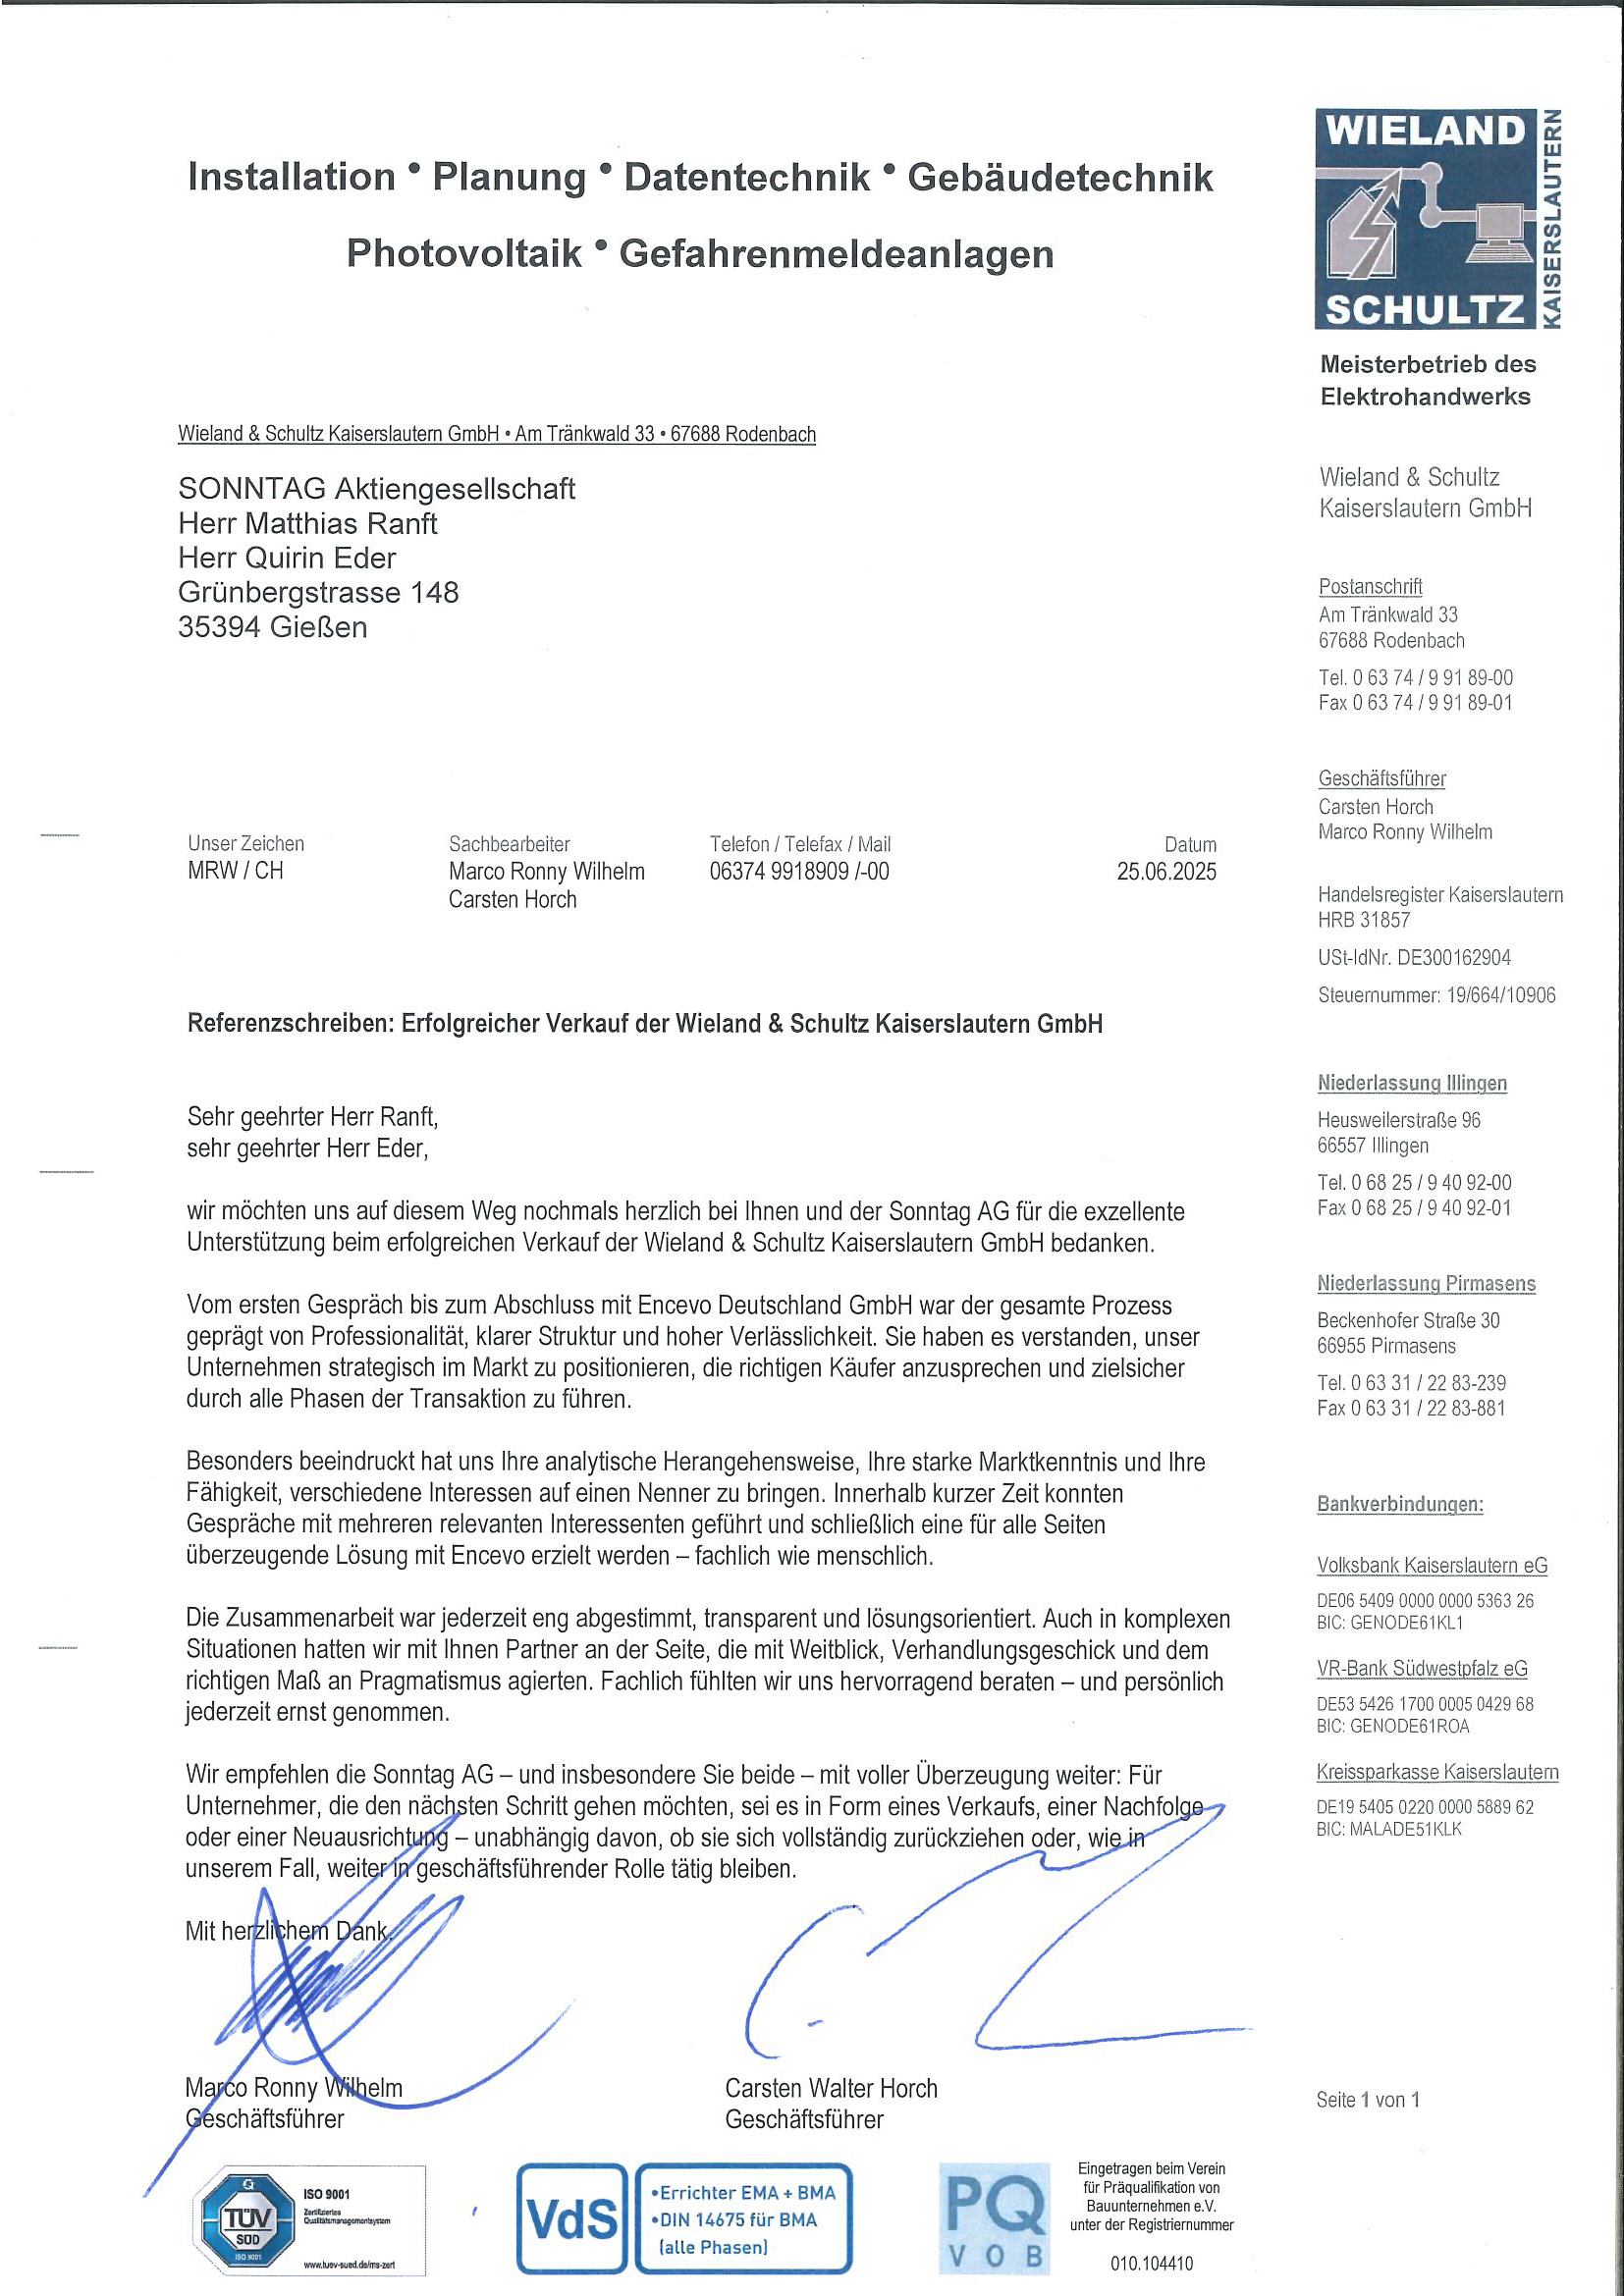 Installation • Planung • Datentechnik • Gebäudetechnik
Photovoltaik • Gefahrenmeldeanlagen
WIELAND
SCHULTZ
KAISERSLAUTERN
Meisterbetrieb des
Elektrohandwerks
Wieland & Schultz Kaiserslautern GmbH • Am Tränkwald 33 • 67688 Rodenbach
SONNTAG Aktiengesellschaft
Herr Matthias Ranft
Herr Quirin Eder
Grünbergstrasse 148
35394 Gießen
Wieland & Schultz
Kaiserslautern GmbH
Postanschrift
Am Tränkwald 33
67688 Rodenbach
Tel. 0 63 74 / 9 91 89-00
Fax 0 63 74 / 9 91 89-01
Geschäftsführer
Carsten Horch
Marco Ronny Wilhelm
Handelsregister Kaiserslautern
HRB 31857
USt-IdNr. DE300162904
Steuernummer: 19/664/10906
Niederlassung Illingen
Heusweilerstraße 96
66557 Illingen
Tel. 0 68 25 / 9 40 92-00
Fax 0 68 25 / 9 40 92-01
Niederlassung Pirmasens
Beckenhofer Straße 30
66955 Pirmasens
Tel. 0 63 31 / 22 83-239
Fax 0 63 31 / 22 83-881
Bankverbindungen:
Volksbank Kaiserslautern eG
DE06 5409 0000 0000 5363 26
BIC: GENODE61KL1
VR-Bank Südwestpfalz eG
DE53 5426 1700 0005 0429 68
BIC: GENODE61ROA
Kreissparkasse Kaiserslautern
DE19 5405 0220 0000 5889 62
BIC: MALADE51KLK
Unser Zeichen Sachbearbeiter Telefon / Telefax / Mail Datum
MRW / CH Marco Ronny Wilhelm 06374 9918909 /-00 25.06.2025
Carsten Horch
Referenzschreiben: Erfolgreicher Verkauf der Wieland & Schultz Kaiserslautern GmbH
Sehr geehrter Herr Ranft,
sehr geehrter Herr Eder,
wir möchten uns auf diesem Weg nochmals herzlich bei Ihnen und der Sonntag AG für die exzellente
Unterstützung beim erfolgreichen Verkauf der Wieland & Schultz Kaiserslautern GmbH bedanken.
Vom ersten Gespräch bis zum Abschluss mit Encevo Deutschland GmbH war der gesamte Prozess
geprägt von Professionalität, klarer Struktur und hoher Verlässlichkeit. Sie haben es verstanden, unser
Unternehmen strategisch im Markt zu positionieren, die richtigen Käufer anzusprechen und zielsicher
durch alle Phasen der Transaktion zu führen.
Besonders beeindruckt hat uns Ihre analytische Herangehensweise, Ihre starke Marktkenntnis und Ihre
Fähigkeit, verschiedene Interessen auf einen Nenner zu bringen. Innerhalb kurzer Zeit konnten
Gespräche mit mehreren relevanten Interessenten geführt und schließlich eine für alle Seiten
überzeugende Lösung mit Encevo erzielt werden – fachlich wie menschlich.
Die Zusammenarbeit war jederzeit eng abgestimmt, transparent und lösungsorientiert. Auch in komplexen
Situationen hatten wir mit Ihnen Partner an der Seite, die mit Weitblick, Verhandlungsgeschick und dem
richtigen Maß an Pragmatismus agierten. Fachlich fühlten wir uns hervorragend beraten – und persönlich
jederzeit ernst genommen.
Wir empfehlen die Sonntag AG – und insbesondere Sie beide – mit voller Überzeugung weiter: Für
Unternehmer, die den nächsten Schritt gehen möchten, sei es in Form eines Verkaufs, einer Nachfolge
oder einer Neuausrichtung – unabhängig davon, ob sie sich vollständig zurückziehen oder, wie in
unserem Fall, weiter in geschäftsführender Rolle tätig bleiben.
Mit herzlichem Dank,
Marco Ronny Wilhelm Carsten Walter Horch
Geschäftsführer Geschäftsführer
Seite 1 von 1
TÜV
SÜD
ISO 9001
ISO 9001
Zertifiziertes
Qualitätsmanagementsystem
www.tuev-sued.de/ms-zert
VdS
•Errichter EMA + BMA
•DIN 14675 für BMA
(alle Phasen)
PQ
VOB
Eingetragen beim Verein
für Präqualifikation von
Bauunternehmen e.V.
unter der Registriernummer
010.104410